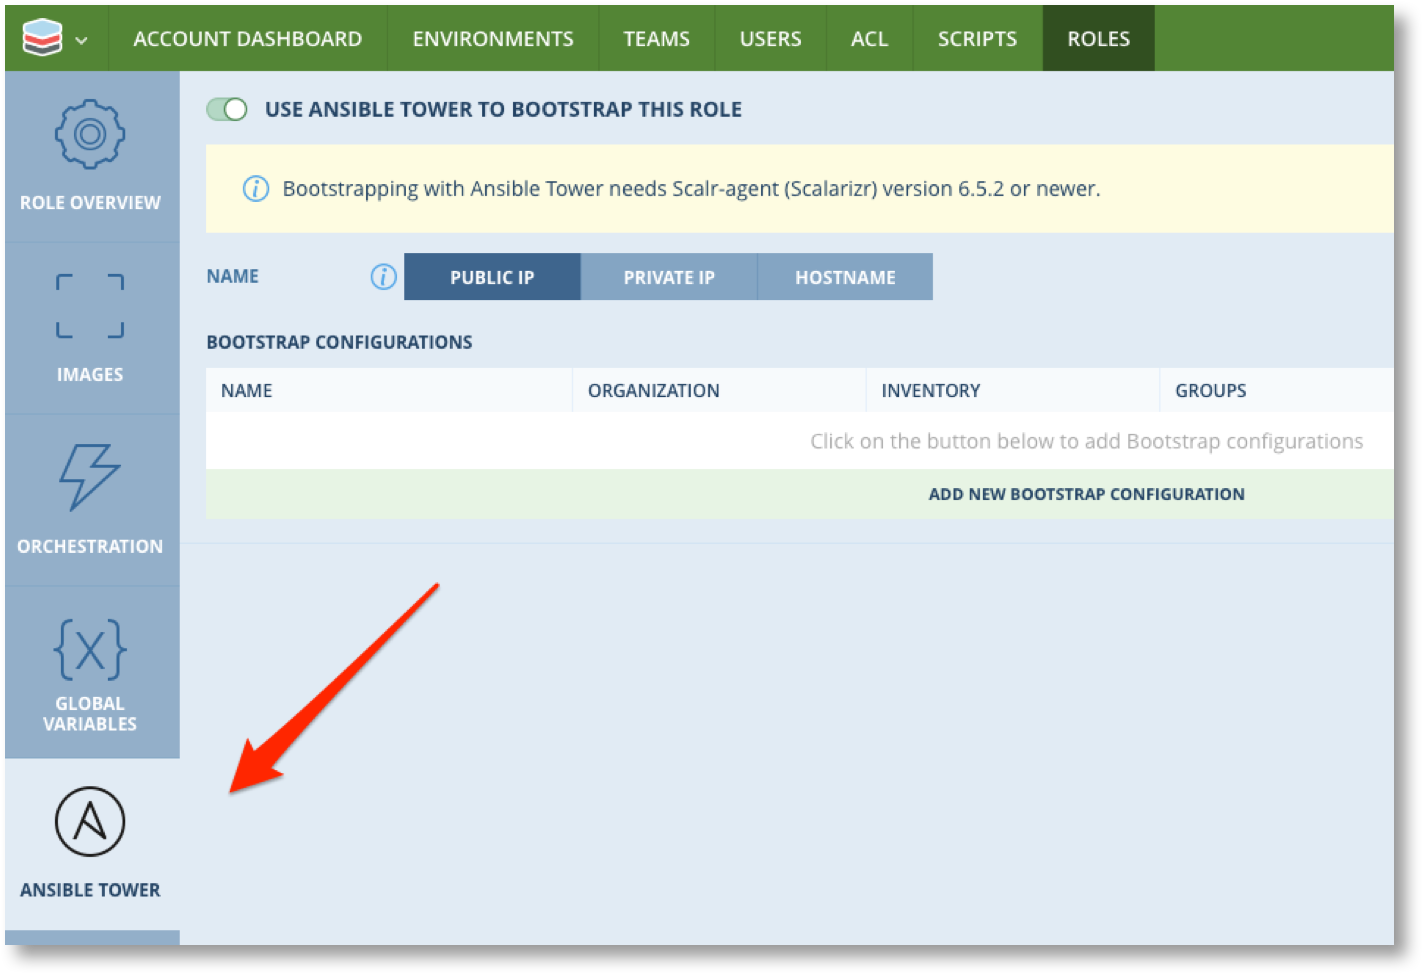 ACCOUNT DASHBOARD ENVIRONMENTS TEAMS USERS ACL SCRIPTS ROLES
USE ANSIBLE TOWER TO BOOTSTRAP THIS ROLE
i Bootstrapping with Ansible Tower needs Scalr-agent (Scalarizr) version 6.5.2 or newer.
ROLE OVERVIEW
NAME i PUBLIC IP PRIVATE IP HOSTNAME
BOOTSTRAP CONFIGURATIONS
IMAGES
NAME ORGANIZATION INVENTORY GROUPS
Click on the button below to add Bootstrap configurations
ADD NEW BOOTSTRAP CONFIGURATION
ORCHESTRATION
{X}
GLOBAL
VARIABLES
A
ANSIBLE TOWER